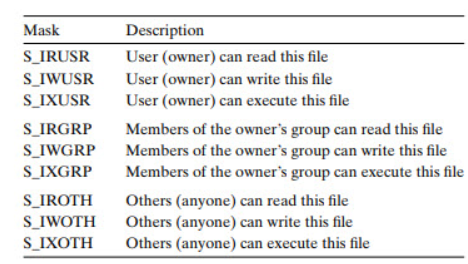 Mask Description
S_IRUSR User (owner) can read this file
S_IWUSR User (owner) can write this file
S_IXUSR User (owner) can execute this file
S_IRGRP Members of the owner’s group can read this file
S_IWGRP Members of the owner’s group can write this file
S_IXGRP Members of the owner’s group can execute this file
S_IROTH Others (anyone) can read this file
S_IWOTH Others (anyone) can write this file
S_IXOTH Others (anyone) can execute this file